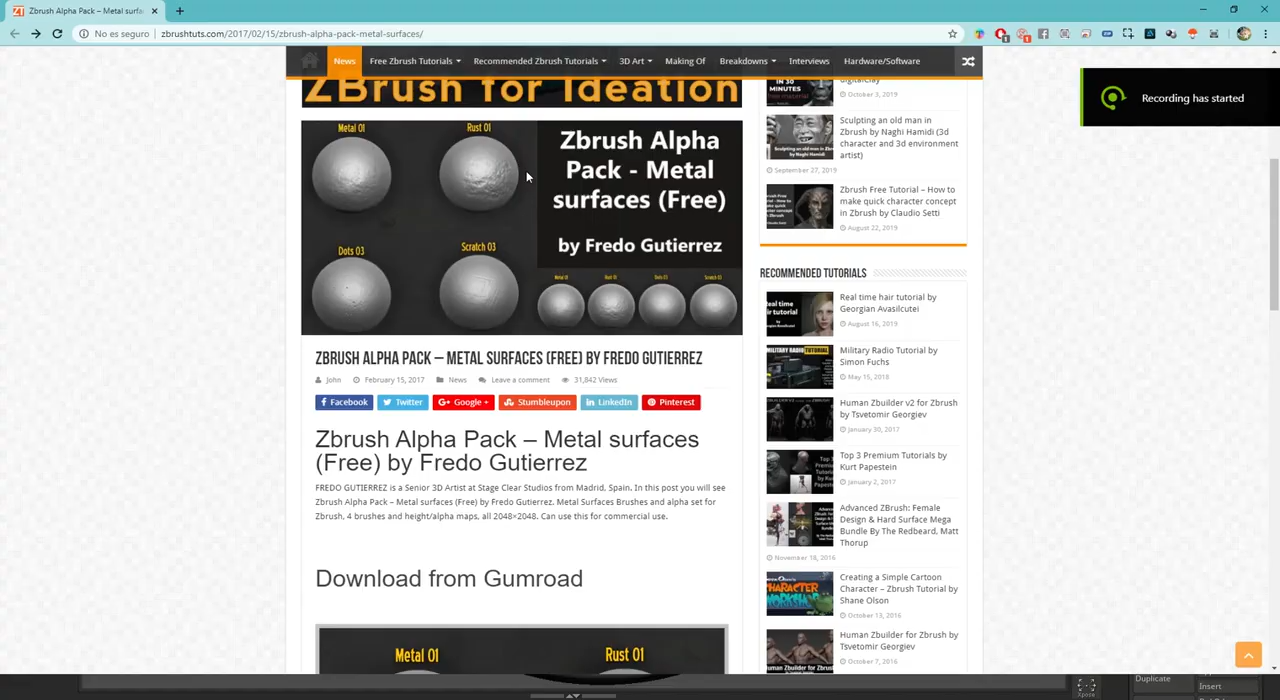 Zbrush Alpha Pack – Metal surfa
No es seguro
zbrushtuts.com/2017/02/15/zbrush-alpha-pack-metal-surfaces/
Recording has started
News
Free Zbrush Tutorials
Recommended Zbrush Tutorials
3D Art
Making Of
Breakdowns
Interviews
Hardware/Software
ZBrush for Ideation
Metal 01
Rust 01
Dots 03
Scratch 03
Zbrush Alpha
Pack - Metal
surfaces (Free)
by Fredo Gutierrez
ZBRUSH ALPHA PACK – METAL SURFACES (FREE) BY FREDO GUTIERREZ
John
February 15, 2017
News
Leave a comment
31,842 Views
Facebook
Twitter
Google +
Stumbleupon
LinkedIn
Pinterest
Zbrush Alpha Pack – Metal surfaces
(Free) by Fredo Gutierrez
FREDO GUTIERREZ is a Senior 3D Artist at Stage Clear Studios from Madrid, Spain. In this post you will see
Zbrush Alpha Pack – Metal surfaces (Free) by Fredo Gutierrez. Metal Surfaces Brushes and alpha set for
Zbrush, 4 brushes and height/alpha maps, all 2048×2048. Can use this for commercial use.
Download from Gumroad
Metal 01
Rust 01
October 3, 2019
Sculpting an old man in
Zbrush by Naghi Hamidi (3d
character and 3d environment
artist)
September 27, 2019
Zbrush Free Tutorial – How to
make quick character concept
in Zbrush by Claudio Setti
August 22, 2019
RECOMMENDED TUTORIALS
Real time hair tutorial by
Georgian Avasilcutei
August 16, 2019
Military Radio Tutorial by
Simon Fuchs
May 15, 2018
Human Zbuilder v2 for Zbrush
by Tsvetomir Georgiev
January 30, 2017
Top 3 Premium Tutorials by
Kurt Papestein
January 2, 2017
Advanced ZBrush: Female
Design & Hard Surface Mega
Bundle By The Redbeard, Matt
Thorup
November 18, 2016
Creating a Simple Cartoon
Character – Zbrush Tutorial by
Shane Olson
October 13, 2016
Human Zbuilder for Zbrush by
Tsvetomir Georgiev
October 7, 2016
Duplicate
Insert